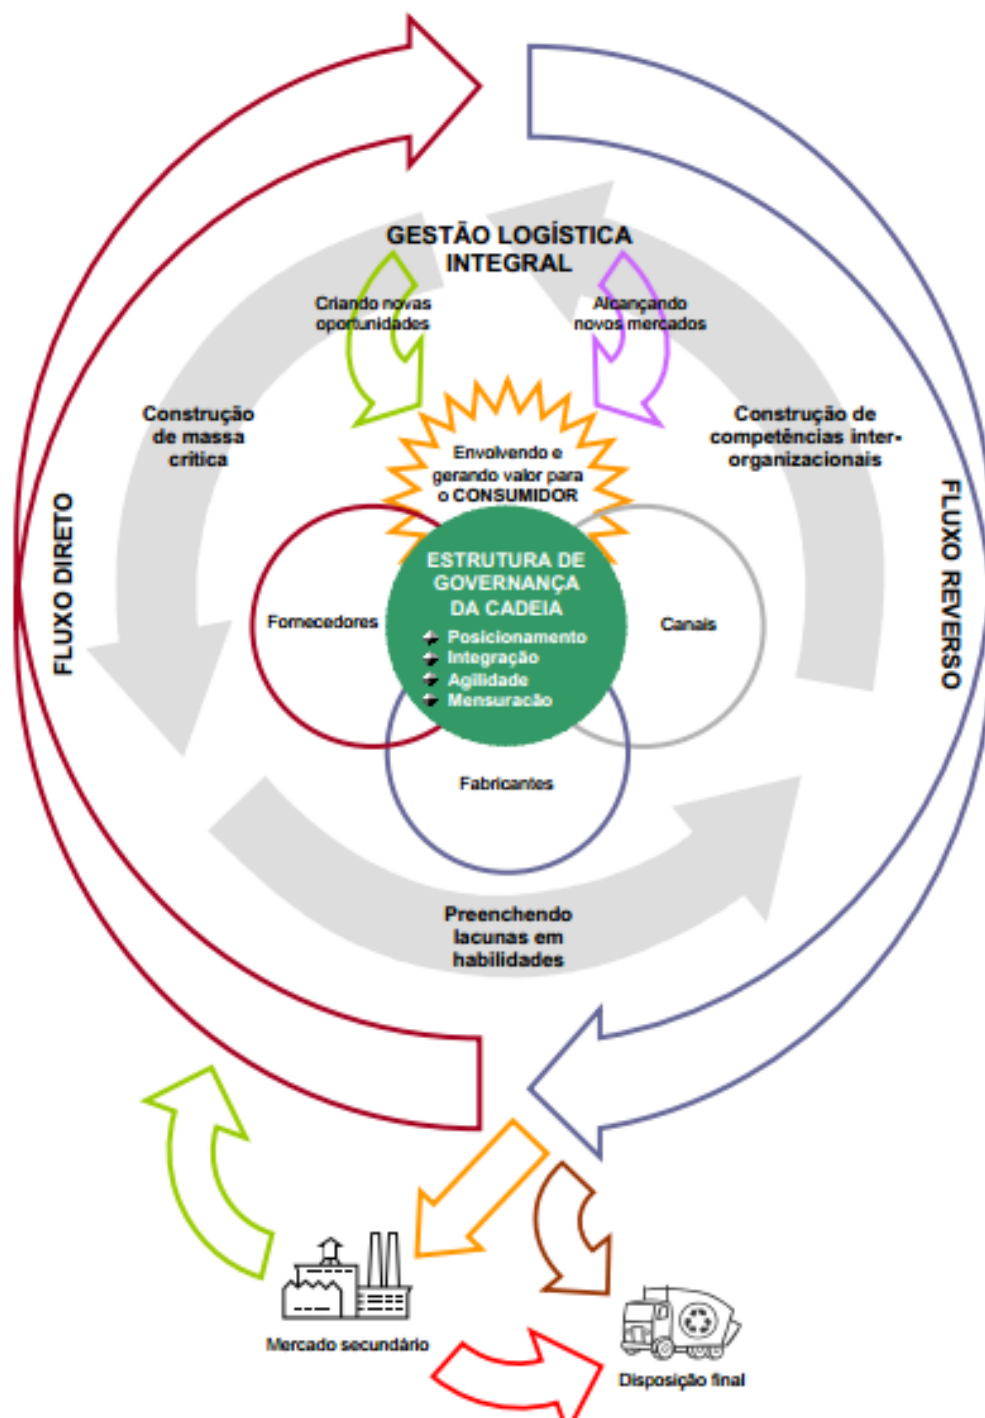 GESTÃO LOGÍSTICA
INTEGRAL
Criando novas
oportunidades
Alcançando
novos mercados
Construção
de massa
crítica
Construção de
competências inter-
organizacionais
Envolvendo e
gerando valor para
o CONSUMIDOR
FLUXO DIRETO
FLUXO REVERSO
ESTRUTURA DE
GOVERNANÇA
DA CADEIA
Posicionamento
Integração
Agilidade
Mensuração
Fornecedores
Canais
Fabricantes
Preenchendo
lacunas em
habilidades
Mercado secundário
Disposição final